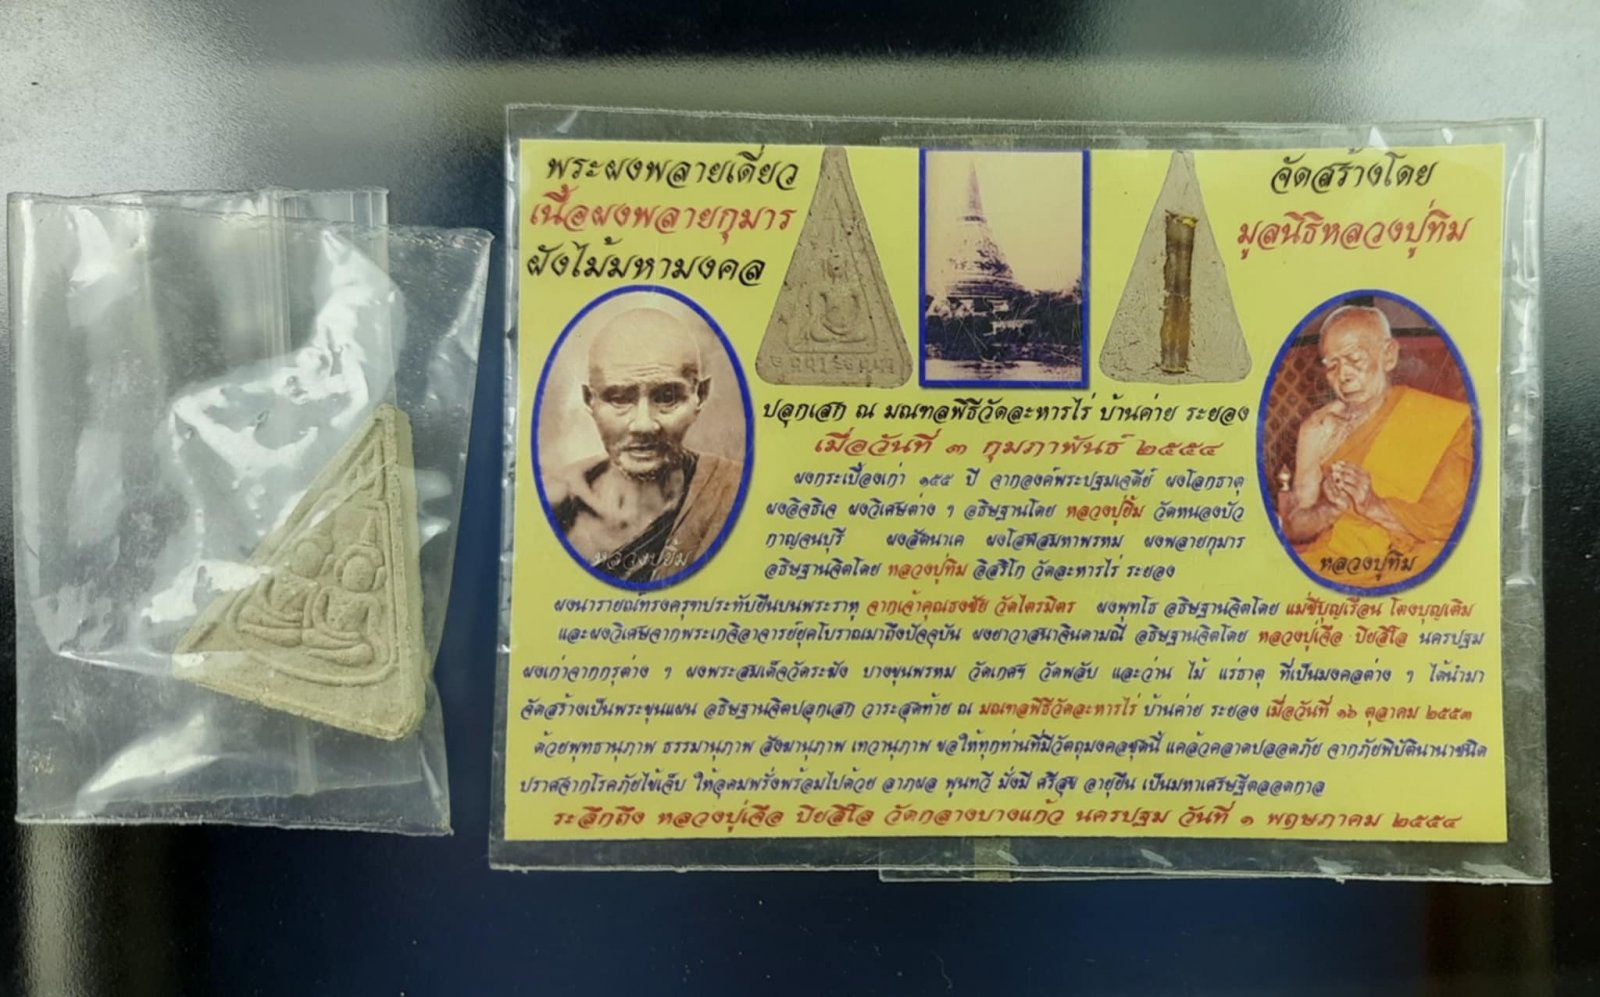 พระผงพลายเดี่ยว
เนื้อผงพลายกุมาร
ฝังไม้มหามงคล
จัดสร้างโดย
มูลนิธิหลวงปู่ทิม
หลวงปู่ยิ้ม
หลวงปู่ทิม
ปลุกเสก ณ มณฑลพิธีวัดละหารไร่ บ้านค่าย ระยอง
เมื่อวันที่ ๓ กุมภาพันธ์ ๒๕๕๔
ผงกระเบื้องเก่า ๑๕๕ ปี จากองค์พระปฐมเจดีย์ ผงโลกธาตุ
ผงอิจธิเจ ผงวิเศษต่าง ๆ อธิษฐานโดย หลวงปู่ยิ้ม วัดหนองบัว
กาญจนบุรี ผงสัตนาเค ผงโสฬสมหาพรหม ผงพลายกุมาร
อธิษฐานจิตโดย หลวงปู่ทิม อิสริโก วัดละหารไร่ ระยอง
ผงนารายณ์ทรงครุฑประทับยืนบนพระราหู จากเจ้าคุณธงชัย วัดไตรมิตร ผงพุทโธ อธิษฐานจิตโดย แม่ชีบุญเรือน โตงบุญเติม
และผงวิเศษจากพระเกจิอาจารย์ยุคโบราณมาถึงปัจจุบัน ผงยาวาสนาจินดามณี อธิษฐานจิตโดย หลวงปู่เจือ ปิยสีโล นครปฐม
ผงเก่าจากกรุต่าง ๆ ผงพระสมเด็จวัดระฆัง บางขุนพรหม วัดเกศฯ วัดพลับ และว่าน ไม้ แร่ธาตุ ที่เป็นมงคลต่าง ๆ ได้นำมา
จัดสร้างเป็นพระขุนแผน อธิษฐานจิตปลุกเสก วาระสุดท้าย ณ มณฑลพิธีวัดละหารไร่ บ้านค่าย ระยอง เมื่อวันที่ ๑๖ ตุลาคม ๒๕๕๓
ด้วยพุทธานุภาพ ธรรมานุภาพ สังฆานุภาพ เทวานุภาพ ขอให้ทุกท่านที่มีวัตถุมงคลชุดนี้ แคล้วคลาดปลอดภัย จากภัยพิบัตินานาชนิด
ปราศจากโรคภัยไข้เจ็บ ให้อุดมพรั่งพร้อมไปด้วย ลาภผล พูนทวี มั่งมี ศรีสุข อายุยืน เป็นมหาเศรษฐีตลอดกาล
ระลึกถึง หลวงปู่เจือ ปิยสีโล วัดกลางบางแก้ว นครปฐม วันที่ ๑ พฤษภาคม ๒๕๕๔